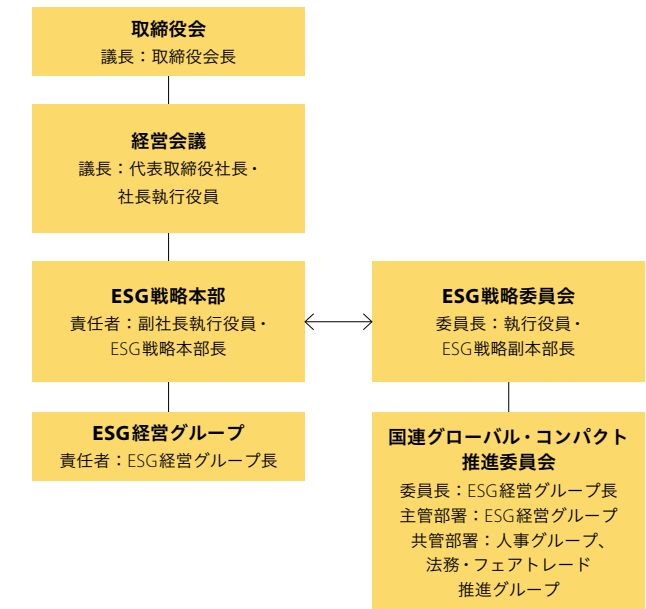 取締役会
議長：取締役会長
経営会議
議長：代表取締役社長・
社長執行役員
ESG戦略本部
責任者：副社長執行役員・
ESG戦略本部長
ESG戦略委員会
委員長：執行役員・
ESG戦略副本部長
ESG経営グループ
責任者：ESG経営グループ長
国連グローバル・コンパクト
推進委員会
委員長：ESG経営グループ長
主管部署：ESG経営グループ
共管部署：人事グループ、
法務・フェアトレード
推進グループ